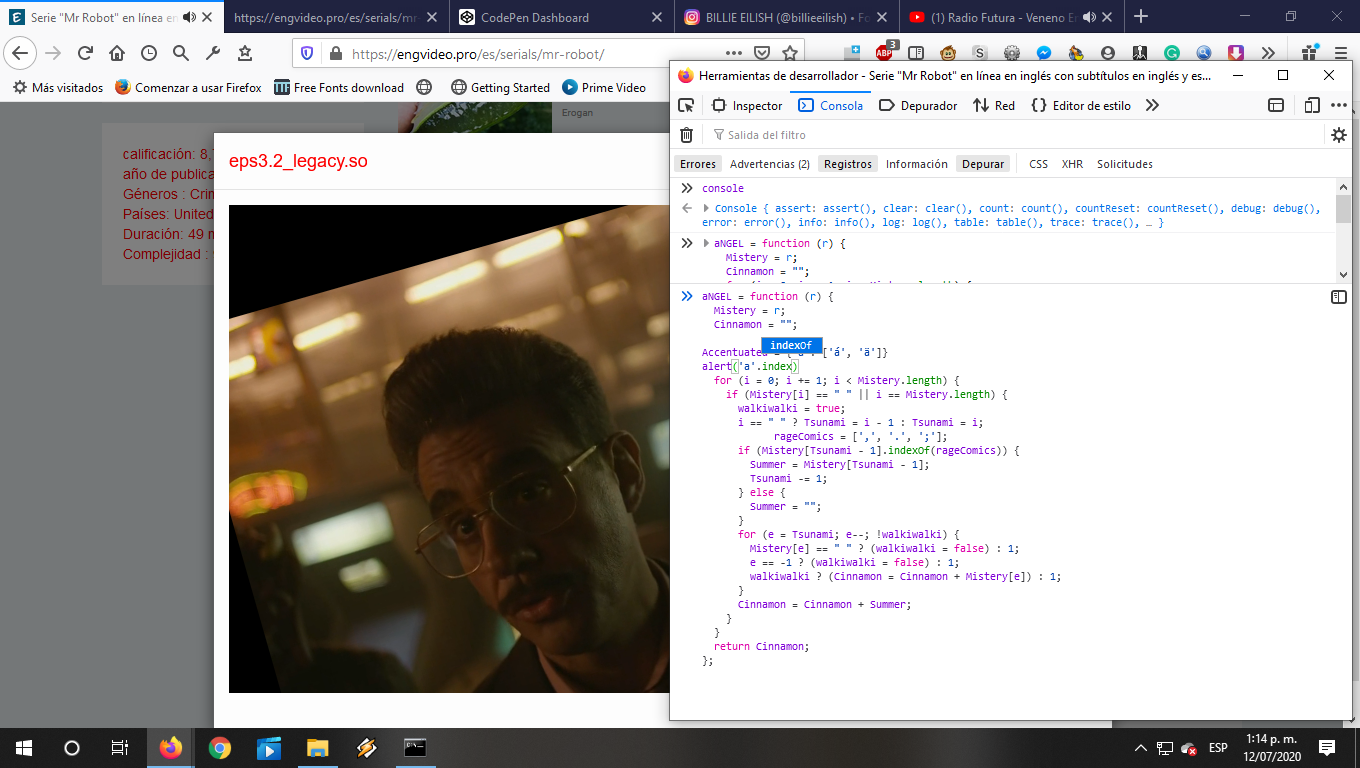 Serie "Mr Robot" en línea en
https://engvideo.pro/es/serials/mr-
CodePen Dashboard
BILLIE EILISH (@billieeilish) • Fo
(1) Radio Futura - Veneno En
https://engvideo.pro/es/serials/mr-robot/
ABP
3
S
Más visitados
Comenzar a usar Firefox
Free Fonts download
Getting Started
Prime Video
Erogan
calificación: 8,
año de publica
Géneros : Crim
Países: United
Duración: 49 m
Complejidad :
eps3.2_legacy.so
Herramientas de desarrollador - Serie "Mr Robot" en línea en inglés con subtítulos en inglés y es...
Inspector
Consola
Depurador
Red
Editor de estilo
Salida del filtro
Errores
Advertencias (2)
Registros
Información
Depurar
CSS
XHR
Solicitudes
console
Console { assert: assert(), clear: clear(), count: count(), countReset: countReset(), debug: debug(),
error: error(), info: info(), log: log(), table: table(), trace: trace(), … }
aNGEL = function (r) {
Mistery = r;
Cinnamon = "";
aNGEL = function (r) {
Mistery = r;
Cinnamon = "";
indexOf
Accentuated = ['á', 'ä']}
alert('a'.index)
for (i = 0; i += 1; i < Mistery.length) {
if (Mistery[i] == " " || i == Mistery.length) {
walkiwalki = true;
i == " " ? Tsunami = i - 1 : Tsunami = i;
rageComics = [',', '.', ';'];
if (Mistery[Tsunami - 1].indexOf(rageComics)) {
Summer = Mistery[Tsunami - 1];
Tsunami -= 1;
} else {
Summer = "";
}
for (e = Tsunami; e--; !walkiwalki) {
Mistery[e] == " " ? (walkiwalki = false) : 1;
e == -1 ? (walkiwalki = false) : 1;
walkiwalki ? (Cinnamon = Cinnamon + Mistery[e]) : 1;
}
Cinnamon = Cinnamon + Summer;
}
}
return Cinnamon;
};
ESP
1:14 p. m.
12/07/2020